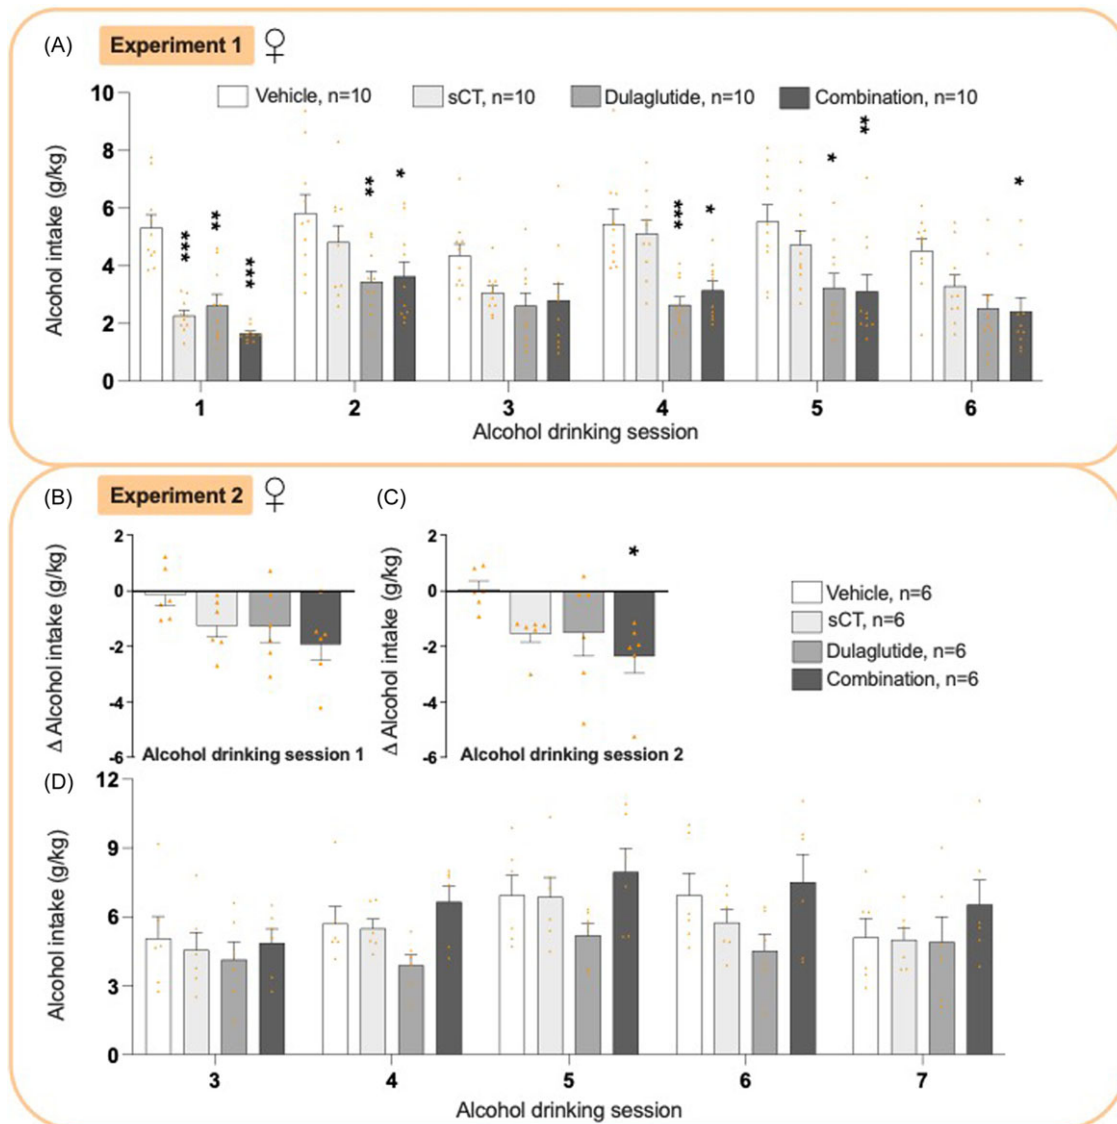 (A) Experiment 1 ♀
Vehicle, n=10 sCT, n=10 Dulaglutide, n=10 Combination, n=10
Alcohol intake (g/kg)
10
8
6
4
2
0
*** ** ***
** *
*** *
* **
*
1 2 3 4 5 6
Alcohol drinking session
(B) Experiment 2 ♀
Δ Alcohol intake (g/kg)
2
0
-2
-4
-6
Alcohol drinking session 1
(C)
Δ Alcohol intake (g/kg)
2
0
-2
-4
-6
*
Alcohol drinking session 2
Vehicle, n=6
sCT, n=6
Dulaglutide, n=6
Combination, n=6
(D)
Alcohol intake (g/kg)
12
9
6
3
0
3 4 5 6 7
Alcohol drinking session